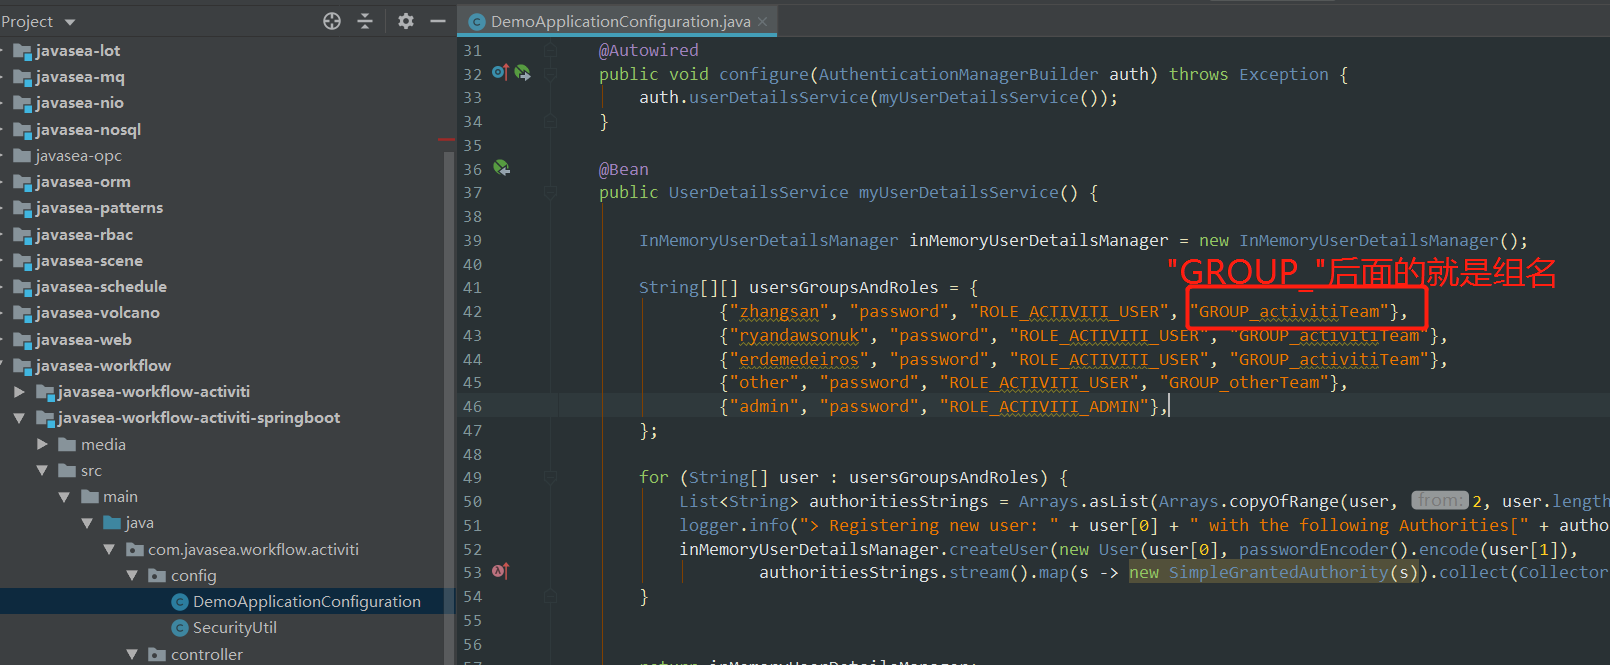 Project
DemoApplicationConfiguration.java
javasea-lot
javasea-mq
javasea-nio
javasea-nosql
javasea-opc
javasea-orm
javasea-patterns
javasea-rbac
javasea-scene
javasea-schedule
javasea-volcano
javasea-web
javasea-workflow
javasea-workflow-activiti
javasea-workflow-activiti-springboot
media
src
main
java
com.javasea.workflow.activiti
config
DemoApplicationConfiguration
SecurityUtil
controller
31 @Autowired
32 public void configure(AuthenticationManagerBuilder auth) throws Exception {
33 auth.userDetailsService(myUserDetailsService());
34 }
35
36 @Bean
37 public UserDetailsService myUserDetailsService() {
38
39 InMemoryUserDetailsManager inMemoryUserDetailsManager = new InMemoryUserDetailsManager();
40
"GROUP_"后面的就是组名
41 String[][] usersGroupsAndRoles = {
42 {"zhangsan", "password", "ROLE_ACTIVITI_USER", "GROUP_activitiTeam"},
43 {"ryandawsonuk", "password", "ROLE_ACTIVITI_USER", "GROUP_activitiTeam"},
44 {"erdemedeiros", "password", "ROLE_ACTIVITI_USER", "GROUP_activitiTeam"},
45 {"other", "password", "ROLE_ACTIVITI_USER", "GROUP_otherTeam"},
46 {"admin", "password", "ROLE_ACTIVITI_ADMIN"},
47 };
48
49 for (String[] user : usersGroupsAndRoles) {
50 List<String> authoritiesStrings = Arrays.asList(Arrays.copyOfRange(user, from: 2, user.length
51 logger.info("> Registering new user: " + user[0] + " with the following Authorities[" + autho
52 inMemoryUserDetailsManager.createUser(new User(user[0], passwordEncoder().encode(user[1]),
53 authoritiesStrings.stream().map(s -> new SimpleGrantedAuthority(s)).collect(Collector
54 }
55
56
57 return inMemoryUserDetailsManager;